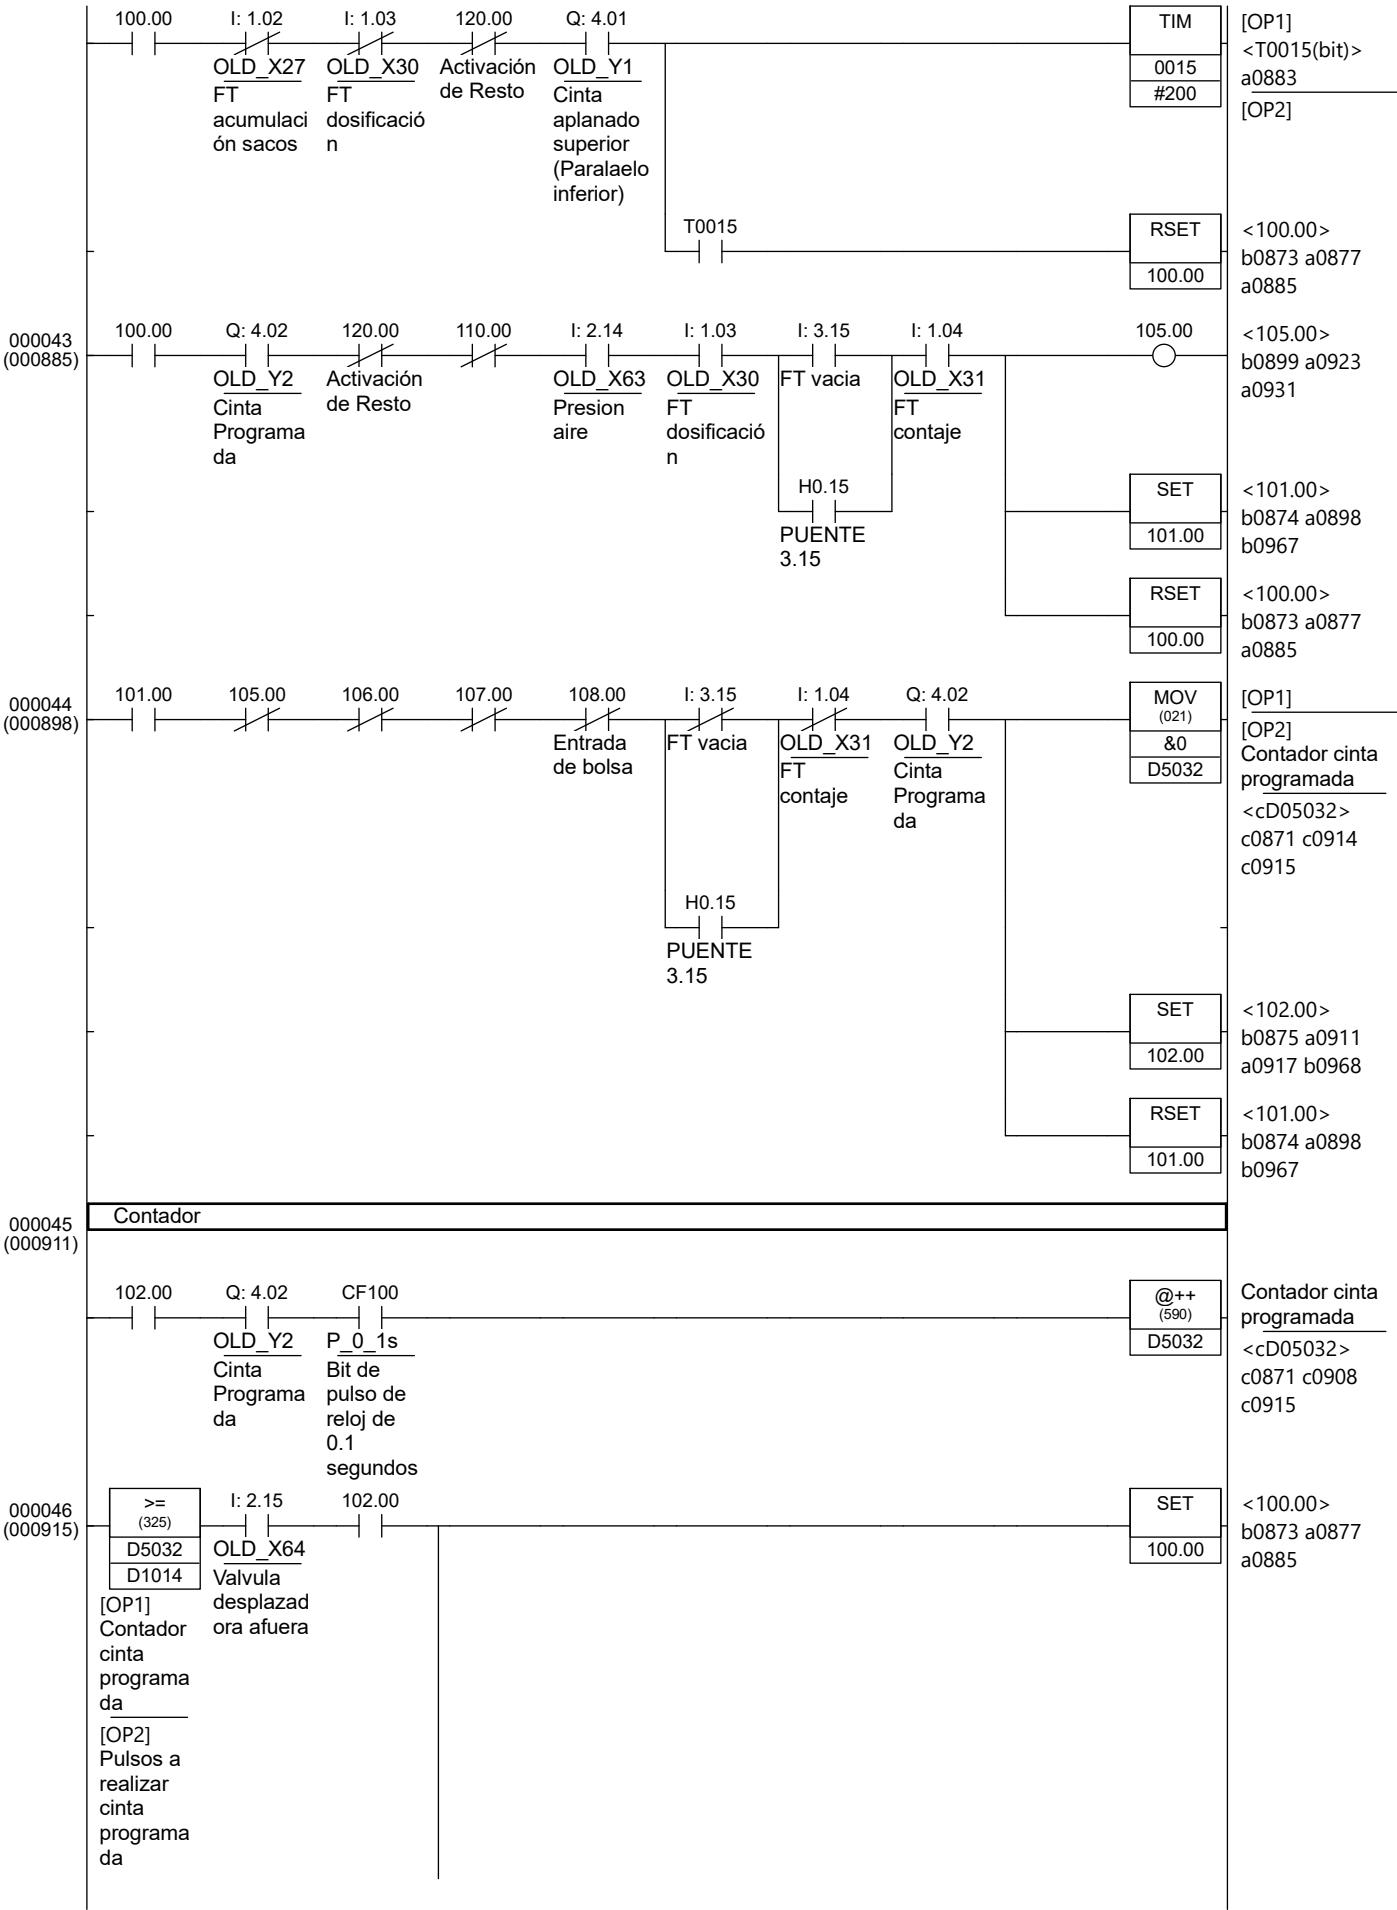 100.00 I: 1.02 I: 1.03 120.00 Q: 4.01 TIM [OP1]
<T0015(bit)>
OLD_X27 OLD_X30 Activación OLD_Y1 0015 a0883
FT FT de Resto Cinta #200 [OP2]
acumulaci dosificació aplanado
ón sacos n superior
(Paralaelo
inferior)
T0015 RSET <100.00>
b0873 a0877
100.00 a0885
000043
(000885)
100.00 Q: 4.02 120.00 110.00 I: 2.14 I: 1.03 I: 3.15 I: 1.04 105.00 <105.00>
b0899 a0923
OLD_Y2 Activación OLD_X63 OLD_X30 FT vacia OLD_X31 a0931
Cinta de Resto Presion FT FT
Programa aire dosificació contaje
da n
H0.15 SET <101.00>
b0874 a0898
PUENTE 101.00 b0967
3.15
RSET <100.00>
b0873 a0877
100.00 a0885
000044
(000898)
101.00 105.00 106.00 107.00 108.00 I: 3.15 I: 1.04 Q: 4.02 MOV [OP1]
(021)
Entrada FT vacia OLD_X31 OLD_Y2 &0 [OP2]
de bolsa FT Cinta D5032 Contador cinta
contaje Programa programada
da <cD05032>
c0871 c0914
c0915
H0.15
PUENTE
3.15
SET <102.00>
b0875 a0911
102.00 a0917 b0968
RSET <101.00>
b0874 a0898
101.00 b0967
000045
(000911)
Contador
102.00 Q: 4.02 CF100 @++ Contador cinta
(590) programada
OLD_Y2 P_0_1s D5032 <cD05032>
Cinta Bit de c0871 c0908
Programa pulso de c0915
da reloj de
0.1
segundos
000046
(000915)
>= I: 2.15 102.00 SET <100.00>
(325) b0873 a0877
D5032 OLD_X64 100.00 a0885
D1014 Valvula
[OP1] desplazad
Contador ora afuera
cinta
programa
da
[OP2]
Pulsos a
realizar
cinta
programa
da